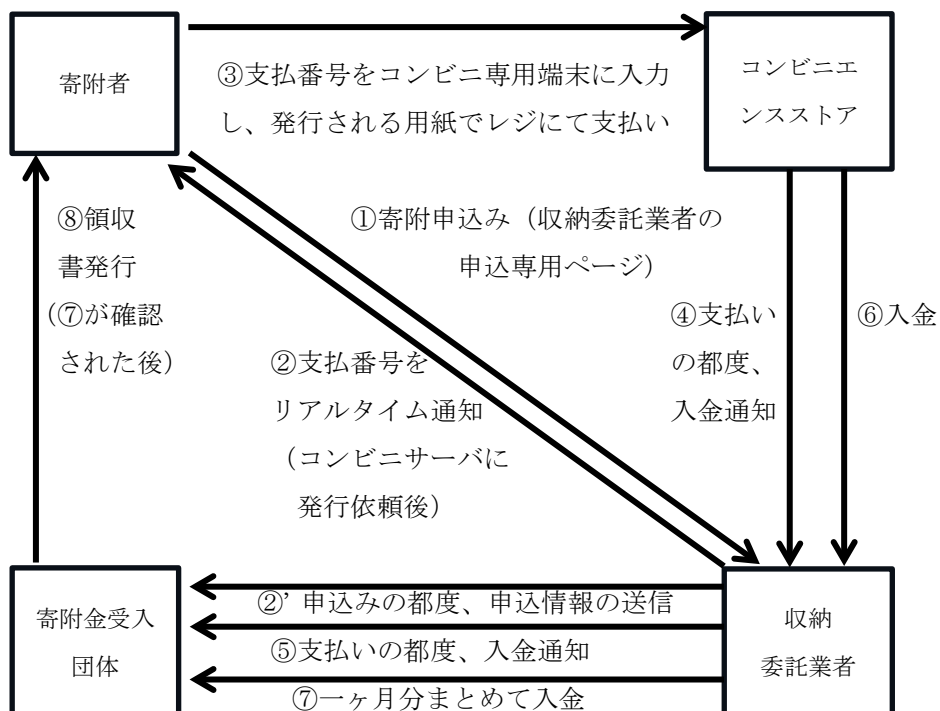 寄附者
③支払番号をコンビニ専用端末に入力
し、発行される用紙でレジにて支払い
コンビニエ
ンスストア
⑧領収
書発行
(⑦が確認
された後)
①寄附申込み（収納委託業者の
申込専用ページ）
②支払番号を
リアルタイム通知
（コンビニサーバに
発行依頼後）
④支払い
の都度、
入金通知
⑥入金
寄附金受入
団体
②’申込みの都度、申込情報の送信
⑤支払いの都度、入金通知
⑦一ヶ月分まとめて入金
収納
委託業者